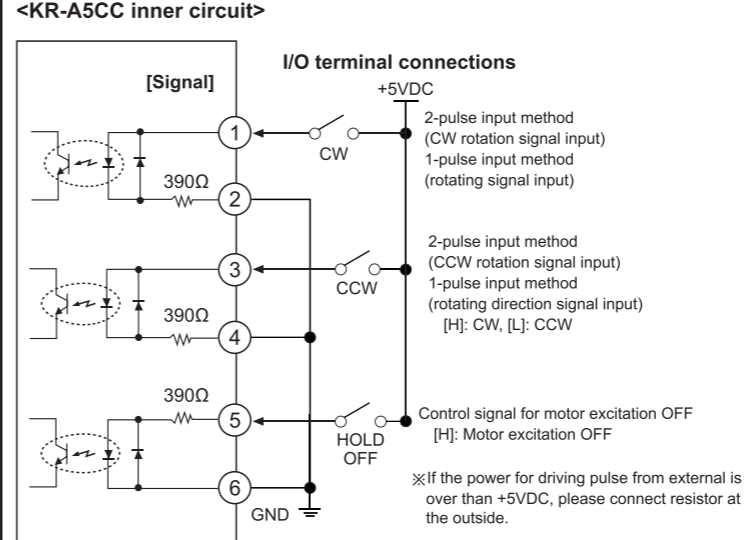 <KR-A5CC inner circuit>
I/O terminal connections
[Signal]
+5VDC
1
CW
2-pulse input method
(CW rotation signal input)
1-pulse input method
(rotating signal input)
390Ω
2
3
CCW
2-pulse input method
(CCW rotation signal input)
1-pulse input method
(rotating direction signal input)
[H]: CW, [L]: CCW
390Ω
4
390Ω
5
HOLD
OFF
Control signal for motor excitation OFF
[H]: Motor excitation OFF
6
GND
※If the power for driving pulse from external is
over than +5VDC, please connect resistor at
the outside.